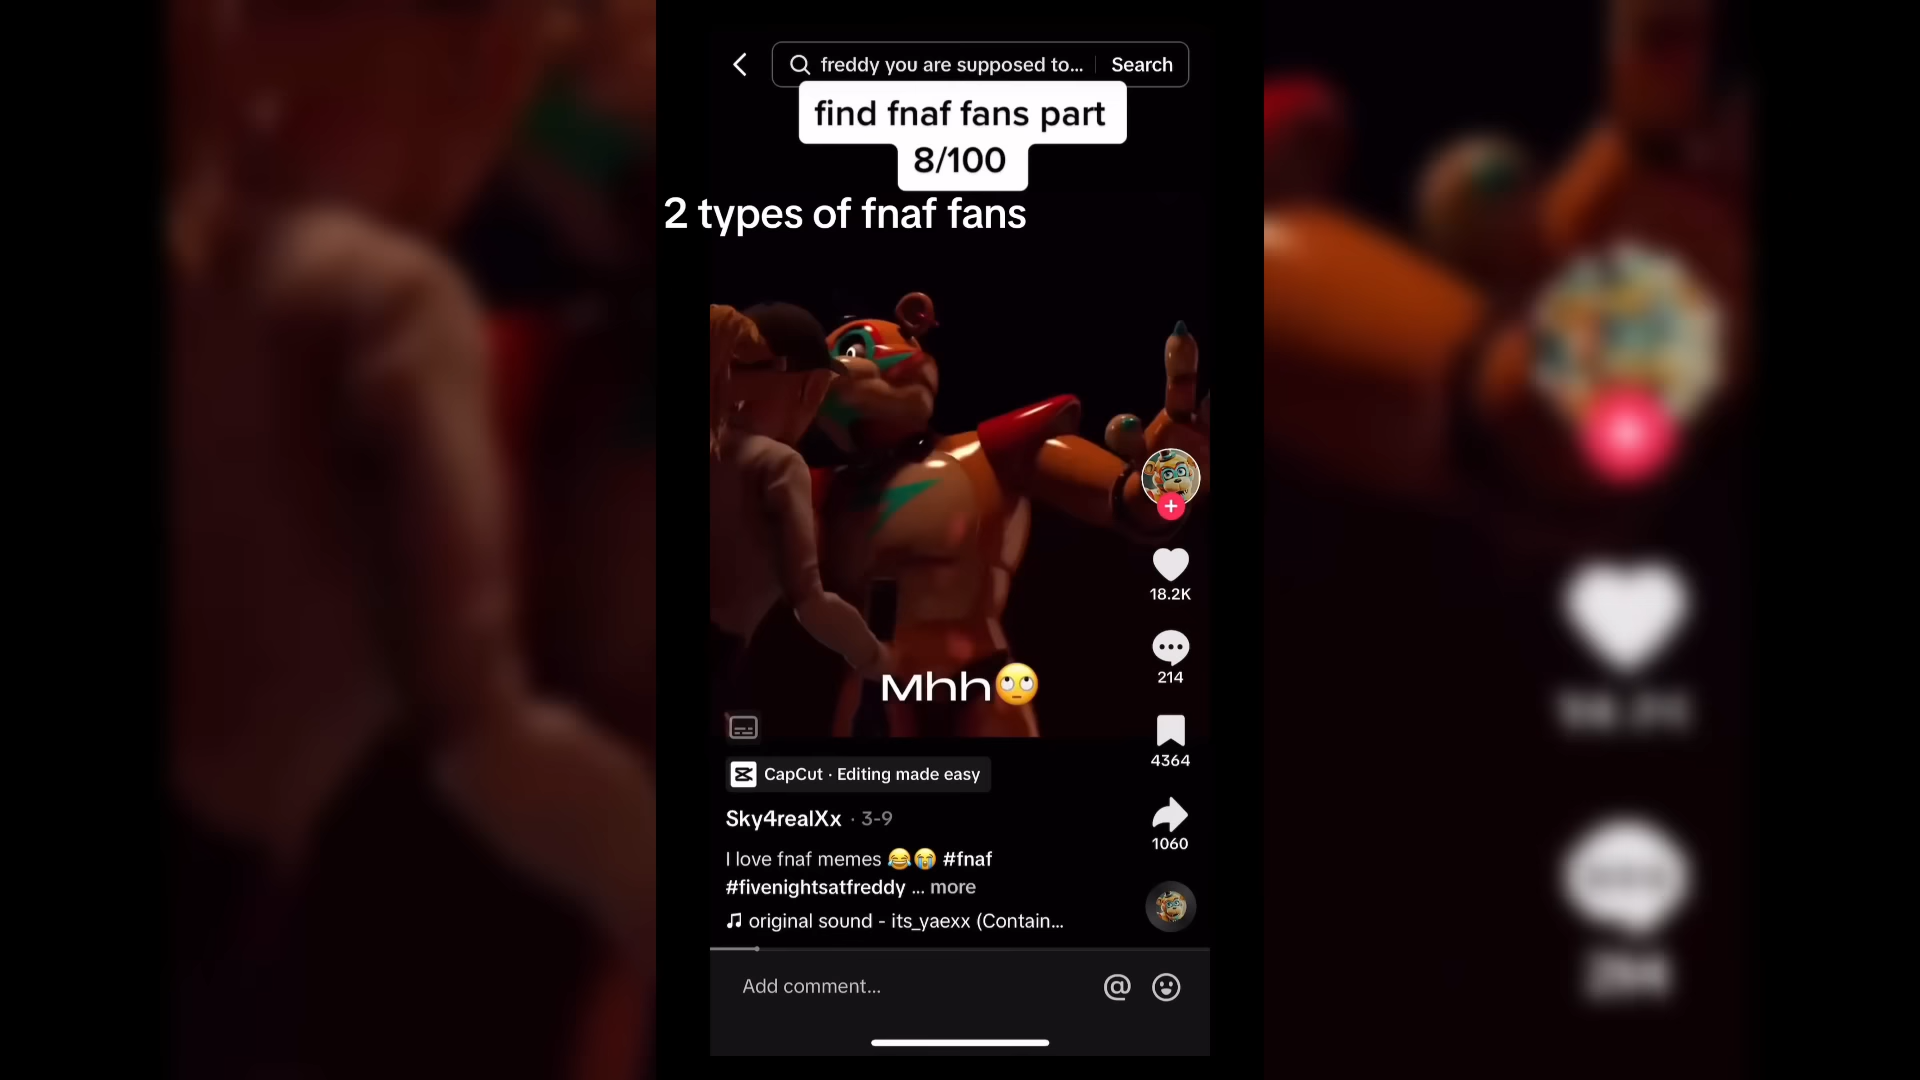 freddy you are supposed to...
Search
find fnaf fans part
8/100
2 types of fnaf fans
18.2K
214
Mhh🙄
4364
CapCut · Editing made easy
Sky4realXx · 3-9
1060
I love fnaf memes 😂😭 #fnaf
#fivenightsatfreddy ... more
original sound - its_yaexx (Contain...
Add comment...
@